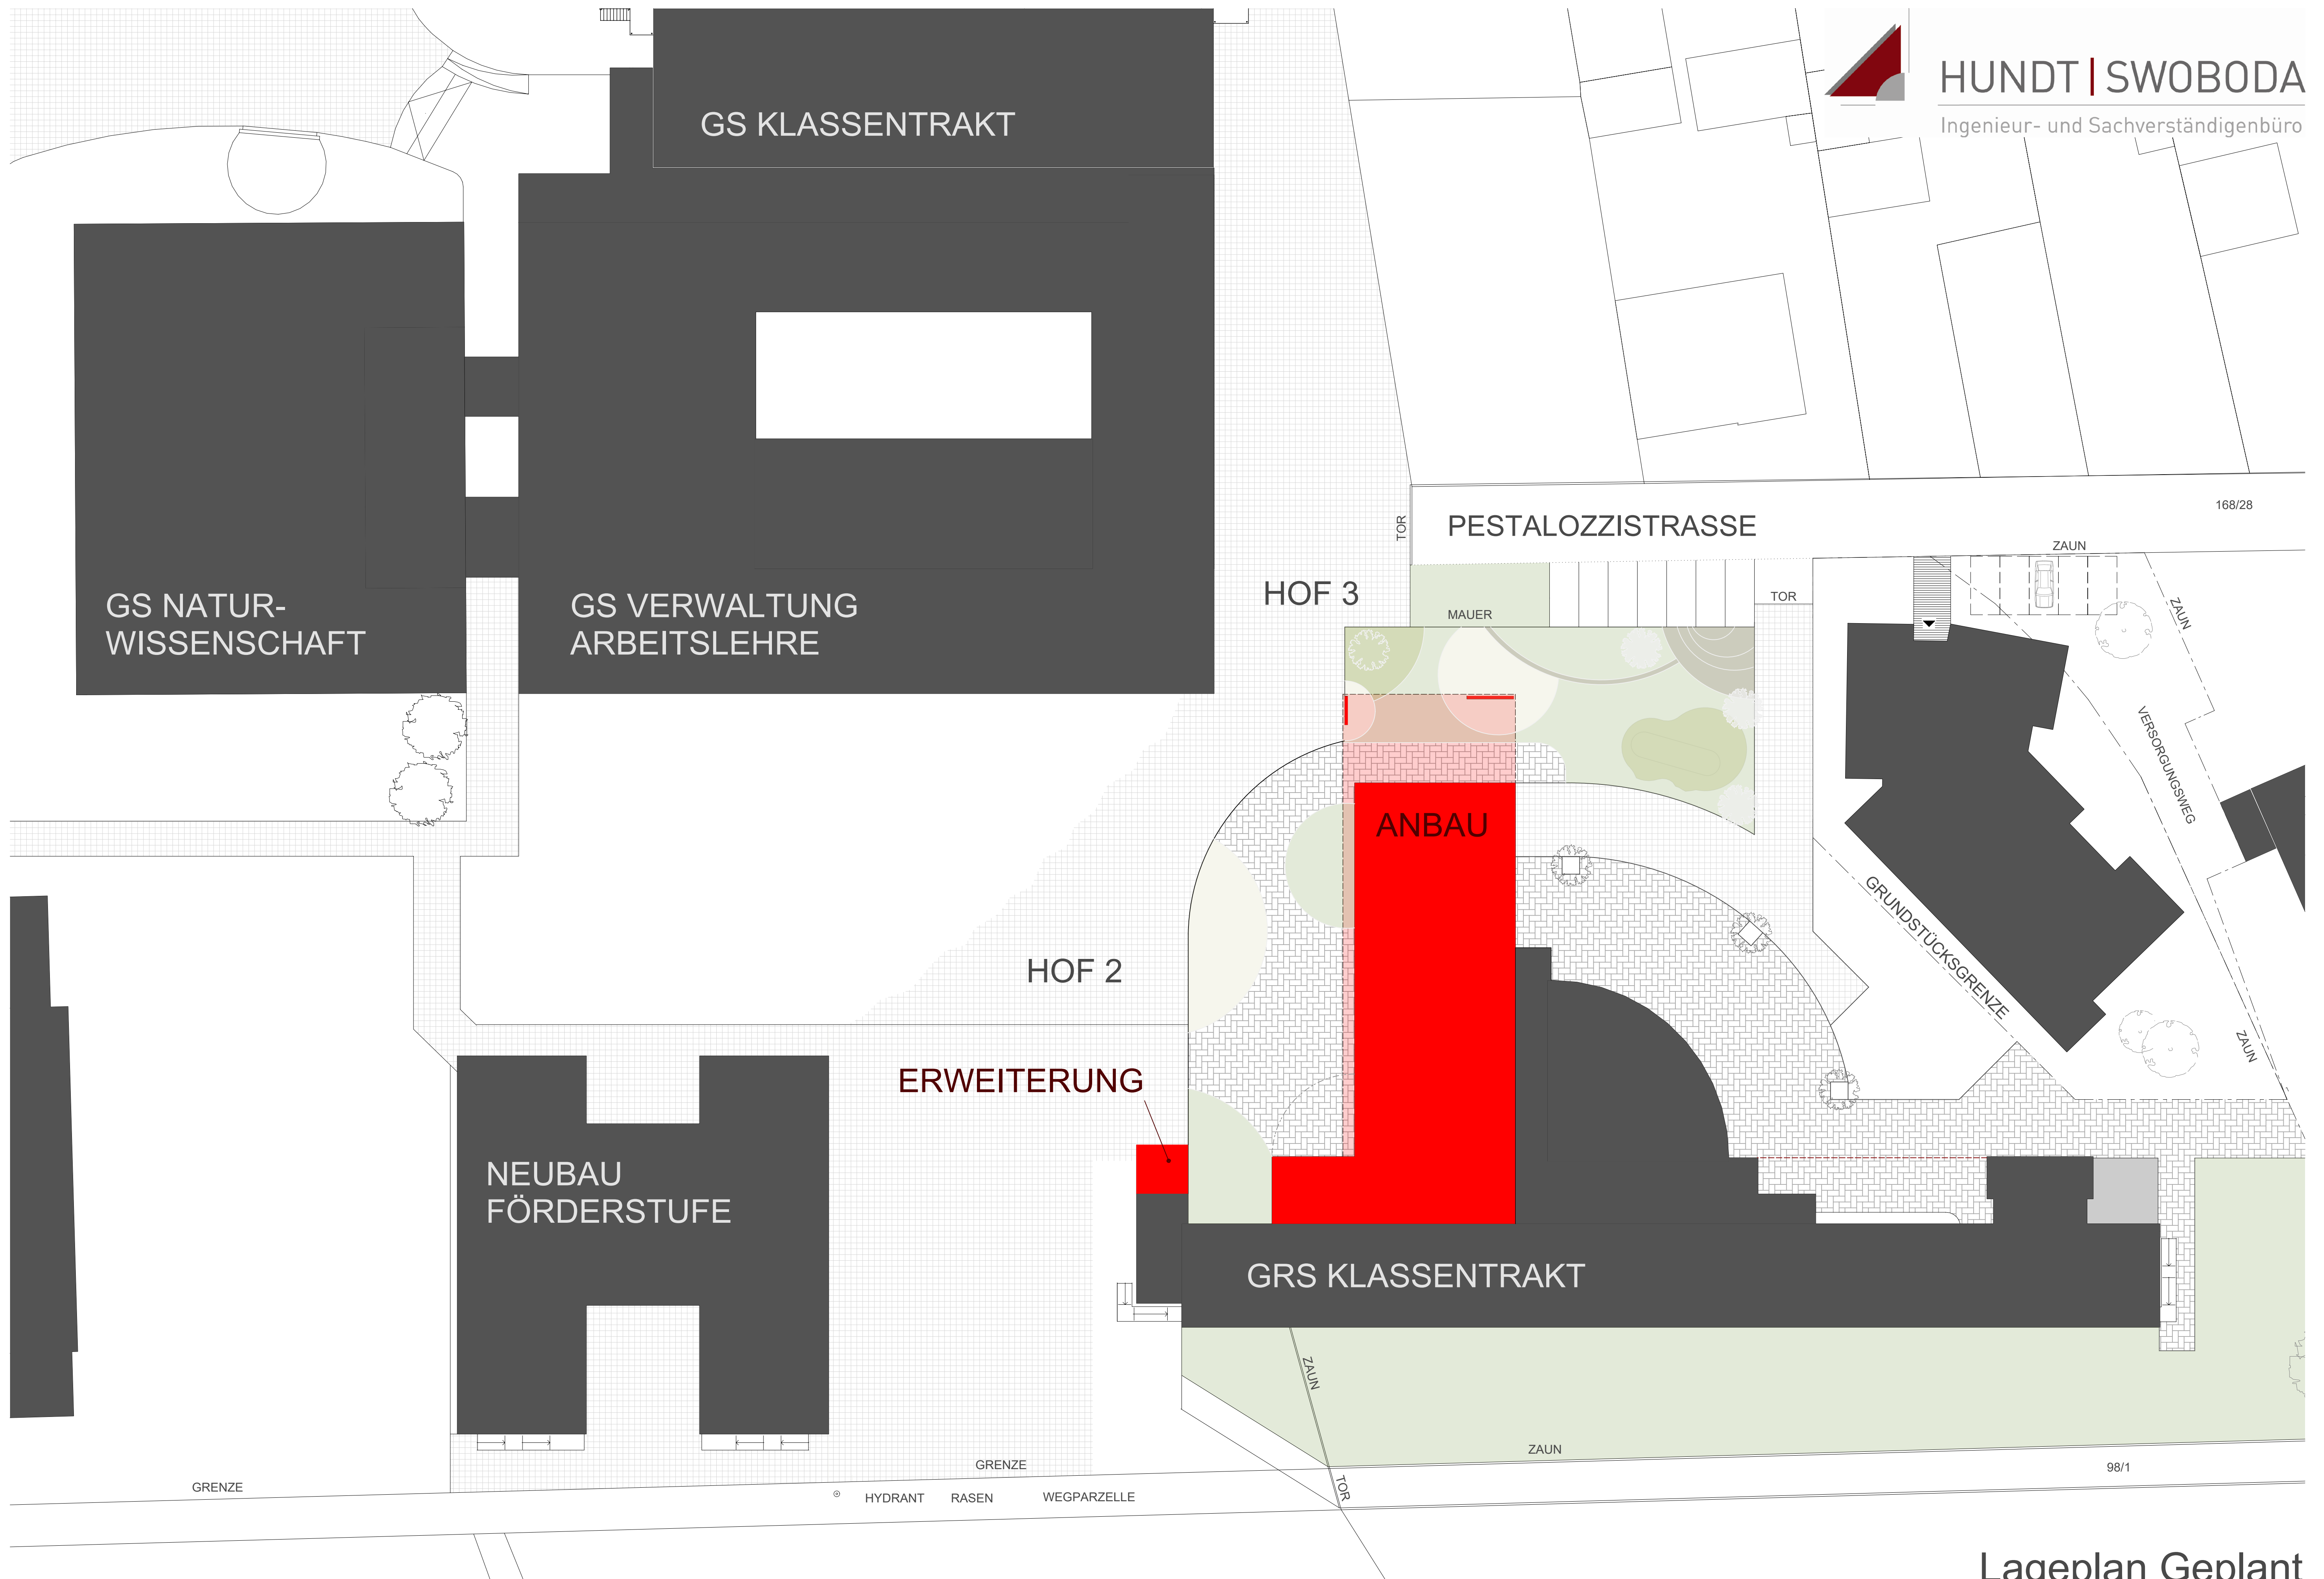 HUNDT | SWOBODA
Ingenieur- und Sachverständigenbüro
GS KLASSENTRAKT
168/28
TOR
PESTALOZZISTRASSE
ZAUN
HOF 3
GS NATUR-
WISSENSCHAFT
GS VERWALTUNG
ARBEITSLEHRE
MAUER
TOR
ZAUN
VERSORGUNGSWEG
ANBAU
GRUNDSTÜCKSGRENZE
HOF 2
ZAUN
ERWEITERUNG
NEUBAU
FÖRDERSTUFE
GRS KLASSENTRAKT
ZAUN
ZAUN
GRENZE
98/1
GRENZE
TOR
HYDRANT RASEN WEGPARZELLE
Lageplan Geplant